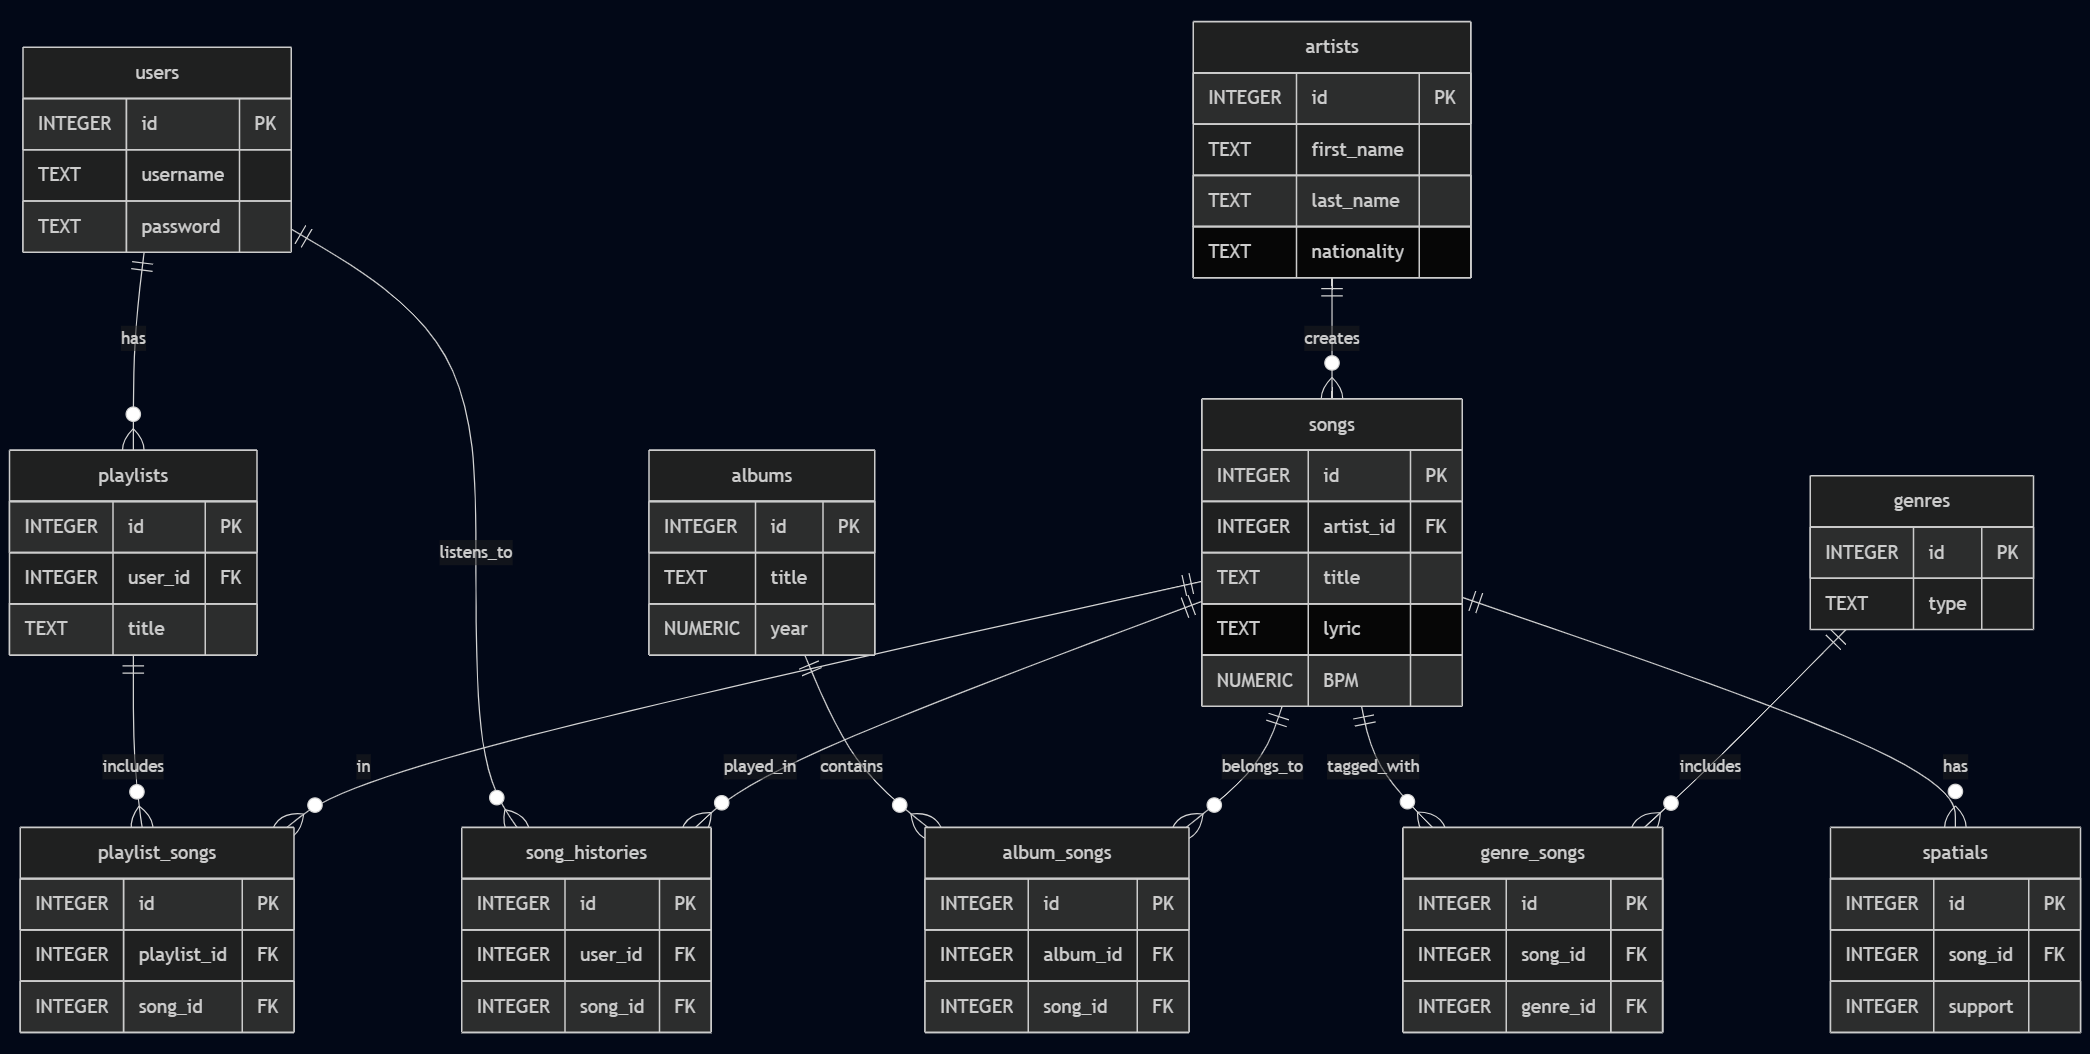 users
INTEGER id PK
TEXT username
TEXT password
artists
INTEGER id PK
TEXT first_name
TEXT last_name
TEXT nationality
has
creates
listens_to
playlists
INTEGER id PK
INTEGER user_id FK
TEXT title
albums
INTEGER id PK
TEXT title
NUMERIC year
songs
INTEGER id PK
INTEGER artist_id FK
TEXT title
TEXT lyric
NUMERIC BPM
genres
INTEGER id PK
TEXT type
includes
in
played_in
contains
belongs_to
tagged_with
includes
has
playlist_songs
INTEGER id PK
INTEGER playlist_id FK
INTEGER song_id FK
song_histories
INTEGER id PK
INTEGER user_id FK
INTEGER song_id FK
album_songs
INTEGER id PK
INTEGER album_id FK
INTEGER song_id FK
genre_songs
INTEGER id PK
INTEGER song_id FK
INTEGER genre_id FK
spatials
INTEGER id PK
INTEGER song_id FK
INTEGER support